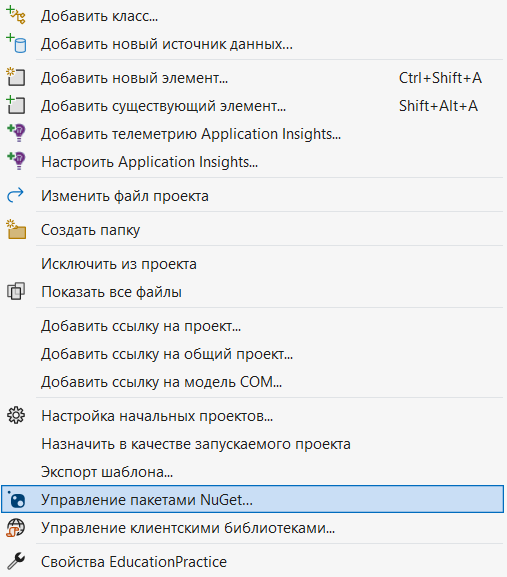 Добавить класс...
Добавить новый источник данных...
Добавить новый элемент... Ctrl+Shift+A
Добавить существующий элемент... Shift+Alt+A
Добавить телеметрию Application Insights...
Настроить Application Insights...
Изменить файл проекта
Создать папку
Исключить из проекта
Показать все файлы
Добавить ссылку на проект...
Добавить ссылку на общий проект...
Добавить ссылку на модель COM...
Настройка начальных проектов...
Назначить в качестве запускаемого проекта
Экспорт шаблона...
Управление пакетами NuGet...
Управление клиентскими библиотеками...
Свойства EducationPractice